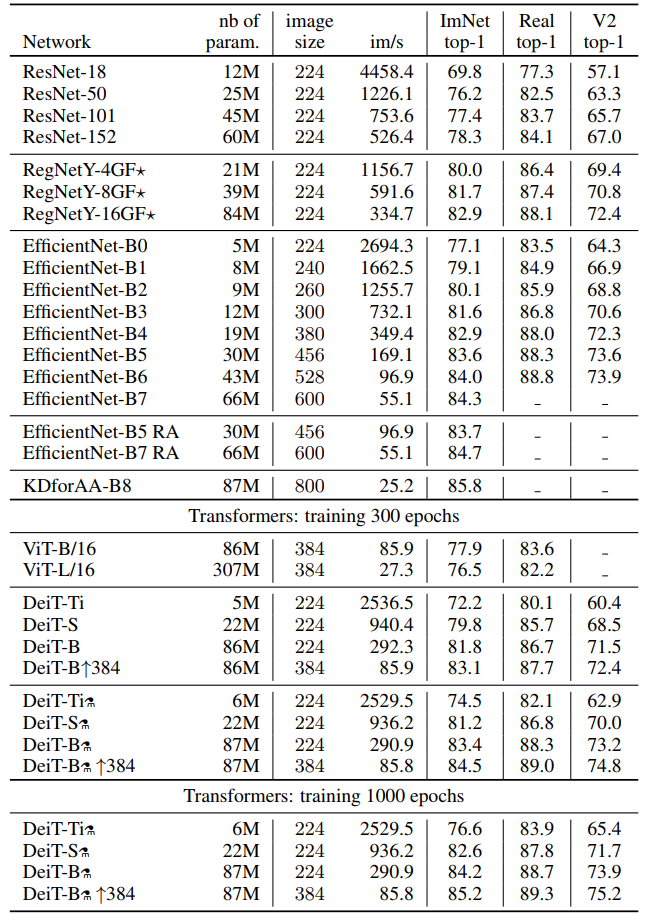 Network nb of param. image size im/s ImNet top-1 Real top-1 V2 top-1
ResNet-18 12M 224 4458.4 69.8 77.3 57.1
ResNet-50 25M 224 1226.1 76.2 82.5 63.3
ResNet-101 45M 224 753.6 77.4 83.7 65.7
ResNet-152 60M 224 526.4 78.3 84.1 67.0
RegNetY-4GF⋆ 21M 224 1156.7 80.0 86.4 69.4
RegNetY-8GF⋆ 39M 224 591.6 81.7 87.4 70.8
RegNetY-16GF⋆ 84M 224 334.7 82.9 88.1 72.4
EfficientNet-B0 5M 224 2694.3 77.1 83.5 64.3
EfficientNet-B1 8M 240 1662.5 79.1 84.9 66.9
EfficientNet-B2 9M 260 1255.7 80.1 85.9 68.8
EfficientNet-B3 12M 300 732.1 81.6 86.8 70.6
EfficientNet-B4 19M 380 349.4 82.9 88.0 72.3
EfficientNet-B5 30M 456 169.1 83.6 88.3 73.6
EfficientNet-B6 43M 528 96.9 84.0 88.8 73.9
EfficientNet-B7 66M 600 55.1 84.3 - -
EfficientNet-B5 RA 30M 456 96.9 83.7 - -
EfficientNet-B7 RA 66M 600 55.1 84.7 - -
KDforAA-B8 87M 800 25.2 85.8 - -
Transformers: training 300 epochs
ViT-B/16 86M 384 85.9 77.9 83.6 -
ViT-L/16 307M 384 27.3 76.5 82.2 -
DeiT-Ti 5M 224 2536.5 72.2 80.1 60.4
DeiT-S 22M 224 940.4 79.8 85.7 68.5
DeiT-B 86M 224 292.3 81.8 86.7 71.5
DeiT-B↑384 86M 384 85.9 83.1 87.7 72.4
DeiT-Ti⚗ 6M 224 2529.5 74.5 82.1 62.9
DeiT-S⚗ 22M 224 936.2 81.2 86.8 70.0
DeiT-B⚗ 87M 224 290.9 83.4 88.3 73.2
DeiT-B⚗ ↑384 87M 384 85.8 84.5 89.0 74.8
Transformers: training 1000 epochs
DeiT-Ti⚗ 6M 224 2529.5 76.6 83.9 65.4
DeiT-S⚗ 22M 224 936.2 82.6 87.8 71.7
DeiT-B⚗ 87M 224 290.9 84.2 88.7 73.9
DeiT-B⚗ ↑384 87M 384 85.8 85.2 89.3 75.2